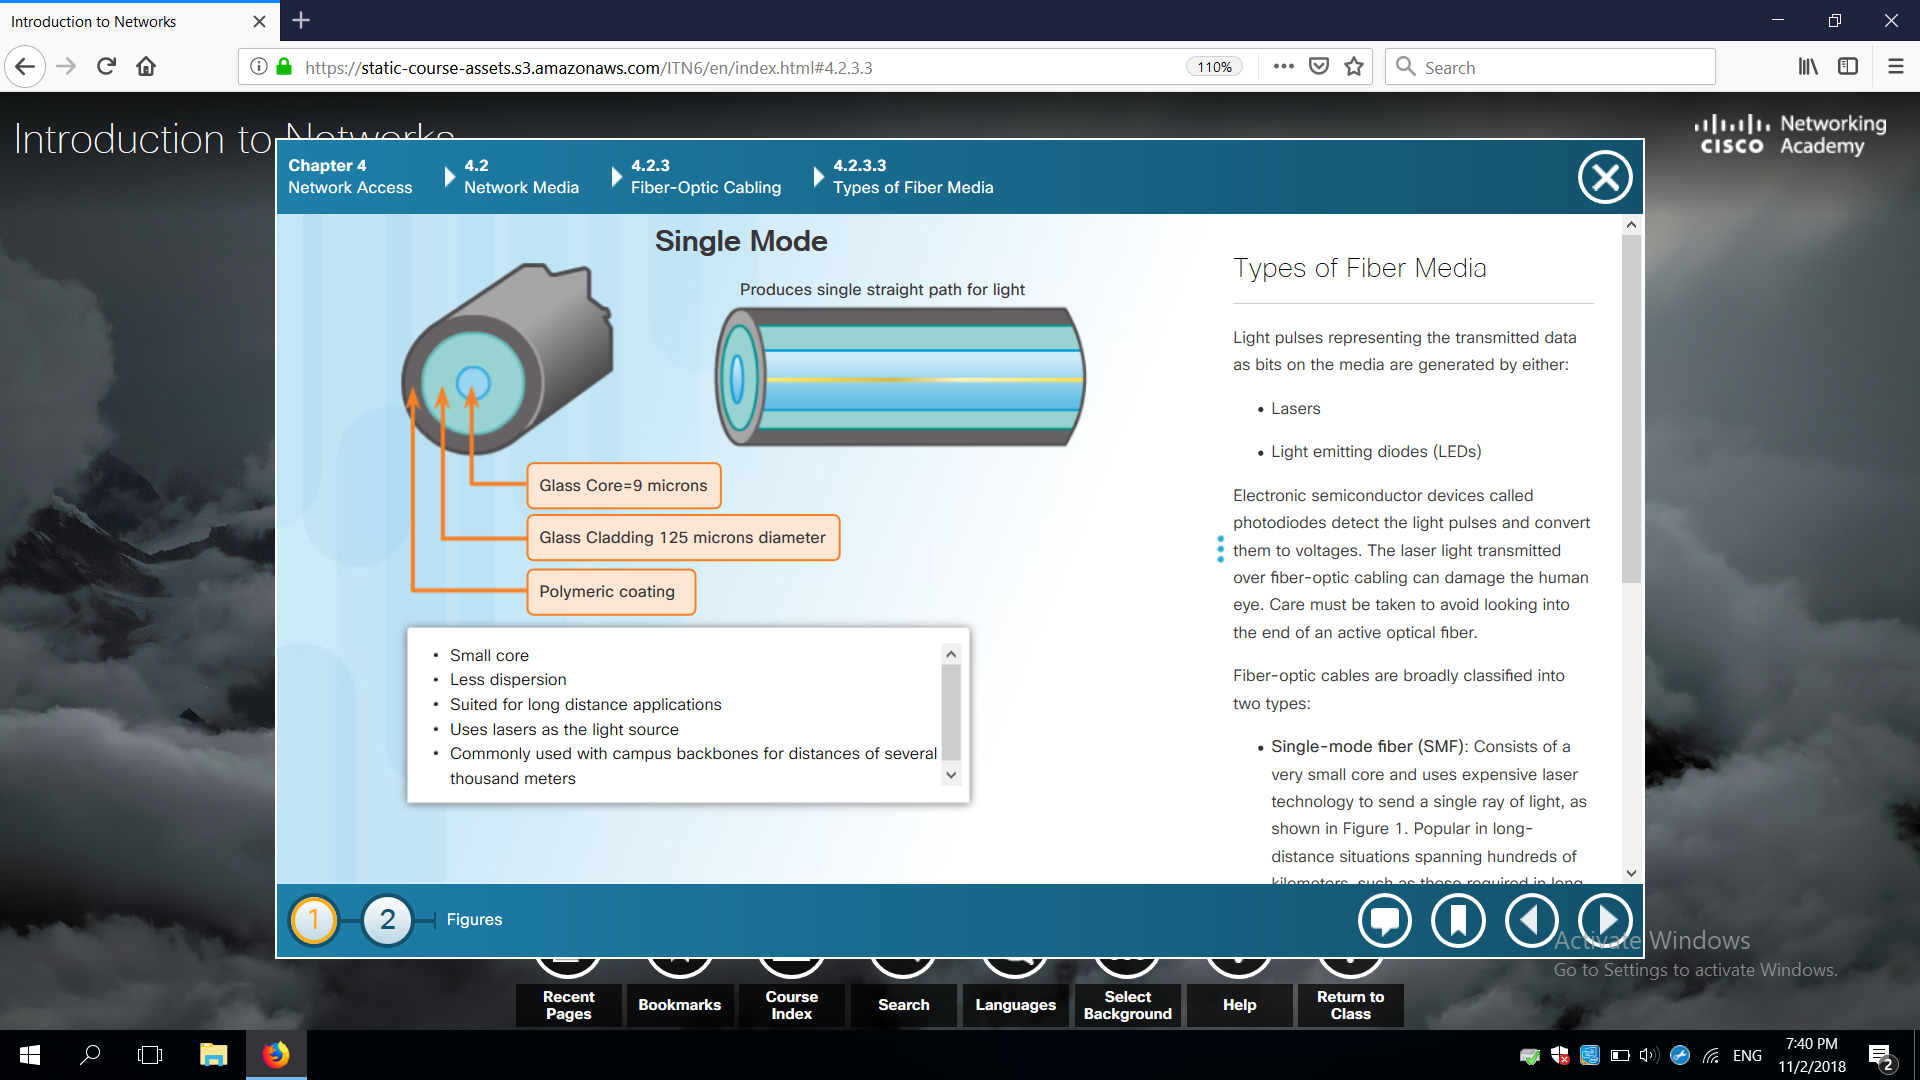 Introduction to Networks
https://static-course-assets.s3.amazonaws.com/ITN6/en/index.html#4.2.3.3
110%
Search
Introduction to Networks
CISCO Networking Academy
Chapter 4
Network Access
4.2
Network Media
4.2.3
Fiber-Optic Cabling
4.2.3.3
Types of Fiber Media
Single Mode
Produces single straight path for light
Glass Core=9 microns
Glass Cladding 125 microns diameter
Polymeric coating
• Small core
• Less dispersion
• Suited for long distance applications
• Uses lasers as the light source
• Commonly used with campus backbones for distances of several
thousand meters
Types of Fiber Media
Light pulses representing the transmitted data
as bits on the media are generated by either:
• Lasers
• Light emitting diodes (LEDs)
Electronic semiconductor devices called
photodiodes detect the light pulses and convert
them to voltages. The laser light transmitted
over fiber-optic cabling can damage the human
eye. Care must be taken to avoid looking into
the end of an active optical fiber.
Fiber-optic cables are broadly classified into
two types:
• Single-mode fiber (SMF): Consists of a
very small core and uses expensive laser
technology to send a single ray of light, as
shown in Figure 1. Popular in long-
distance situations spanning hundreds of
kilometers, such as those required in long
1
2
Figures
Activate Windows
Go to Settings to activate Windows.
Recent
Pages
Bookmarks
Course
Index
Search
Languages
Select
Background
Help
Return to
Class
ENG
7:40 PM
11/2/2018
2